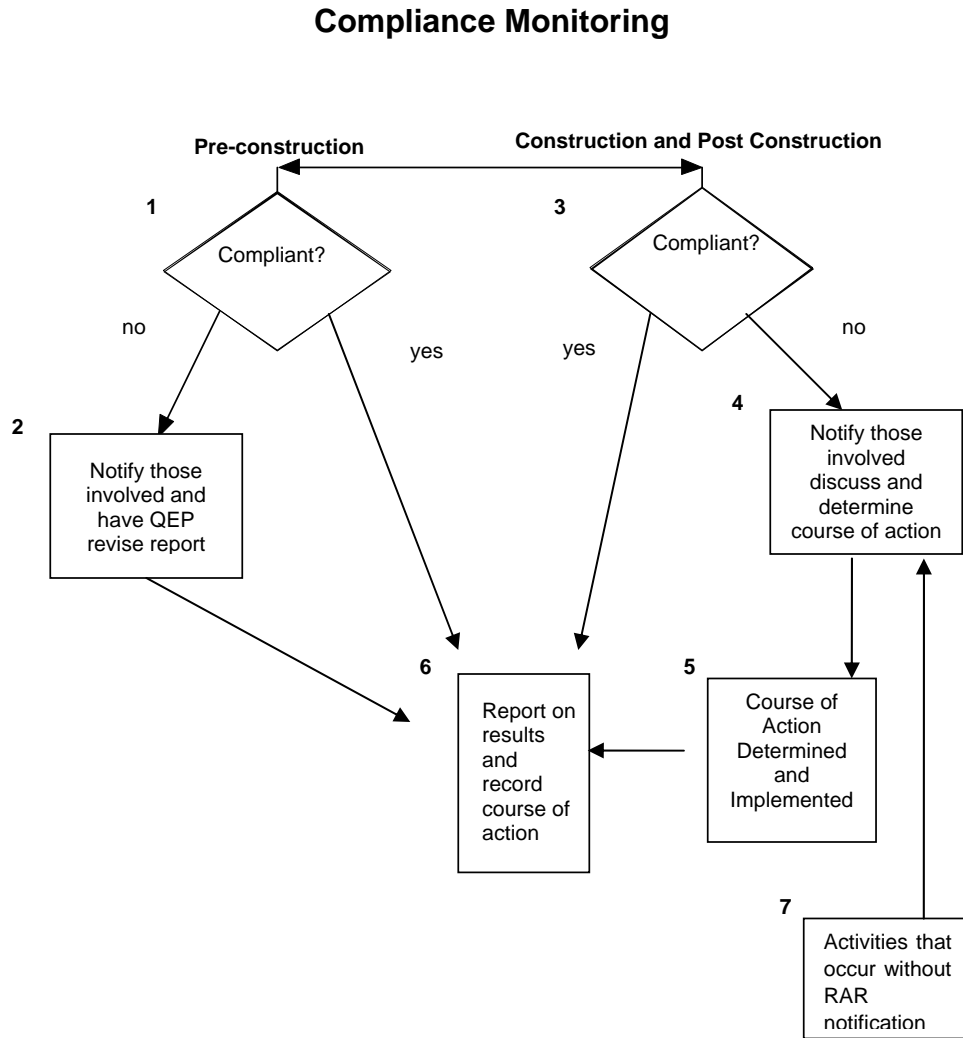 Compliance Monitoring
Pre-construction
Construction and Post Construction
1
Compliant?
no
yes
3
Compliant?
yes
no
2
Notify those
involved and
have QEP
revise report
4
Notify those
involved
discuss and
determine
course of action
6
Report on
results
and
record
course of
action
5
Course of
Action
Determined
and
Implemented
7
Activities that
occur without
RAR
notification